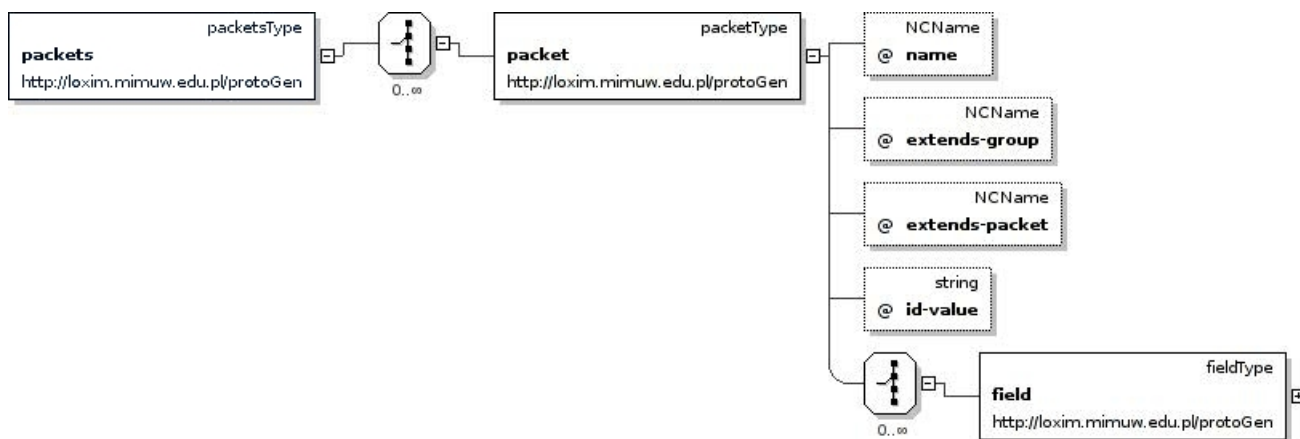 packetsType
packets
http://loxim.mimuw.edu.pl/protoGen
0..∞
packetType
packet
http://loxim.mimuw.edu.pl/protoGen
NCName
@ name
NCName
@ extends-group
NCName
@ extends-packet
string
@ id-value
0..∞
fieldType
field
http://loxim.mimuw.edu.pl/protoGen